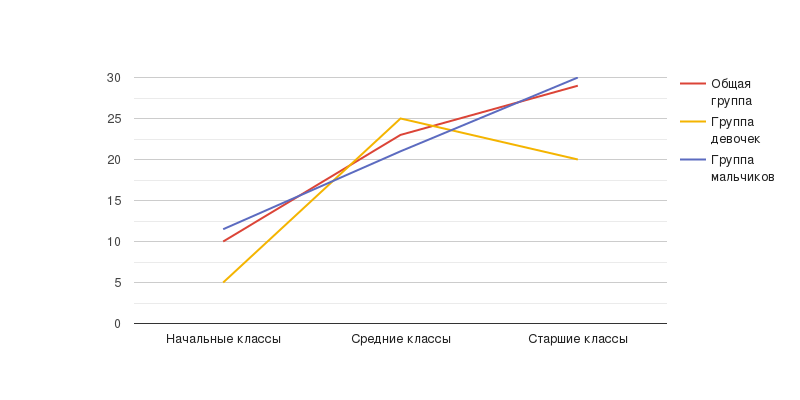 30
25
20
15
10
5
0
Начальные классы
Средние классы
Старшие классы
Общая
группа
Группа
девочек
Группа
мальчиков